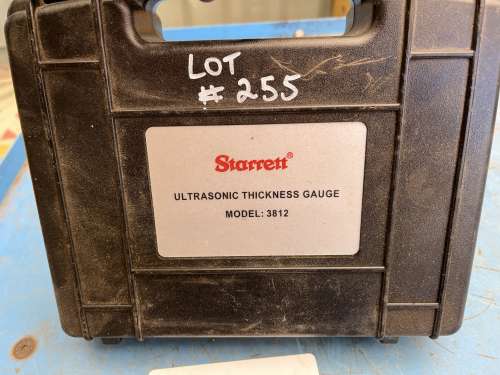 LOT
# 255
Starrett®
ULTRASONIC THICKNESS GAUGE
MODEL: 3812